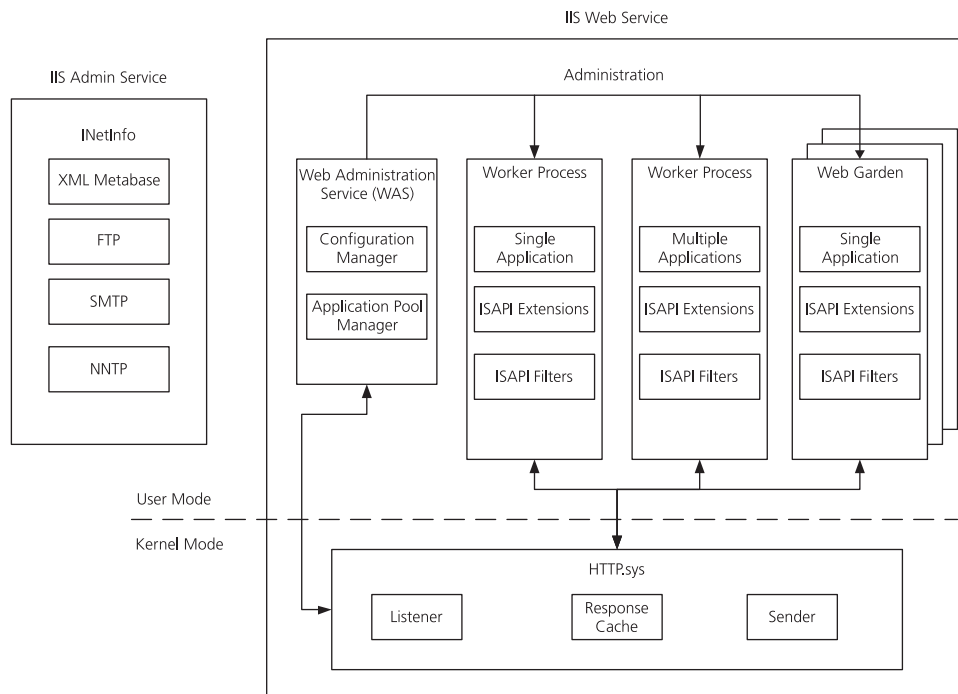 IIS Web Service
IIS Admin Service
INetInfo
XML Metabase
FTP
SMTP
NNTP
Administration
Web Administration
Service (WAS)
Configuration
Manager
Application Pool
Manager
Worker Process
Single
Application
ISAPI Extensions
ISAPI Filters
Worker Process
Multiple
Applications
ISAPI Extensions
ISAPI Filters
Web Garden
Single
Application
ISAPI Extensions
ISAPI Filters
User Mode
Kernel Mode
HTTP.sys
Listener
Response
Cache
Sender